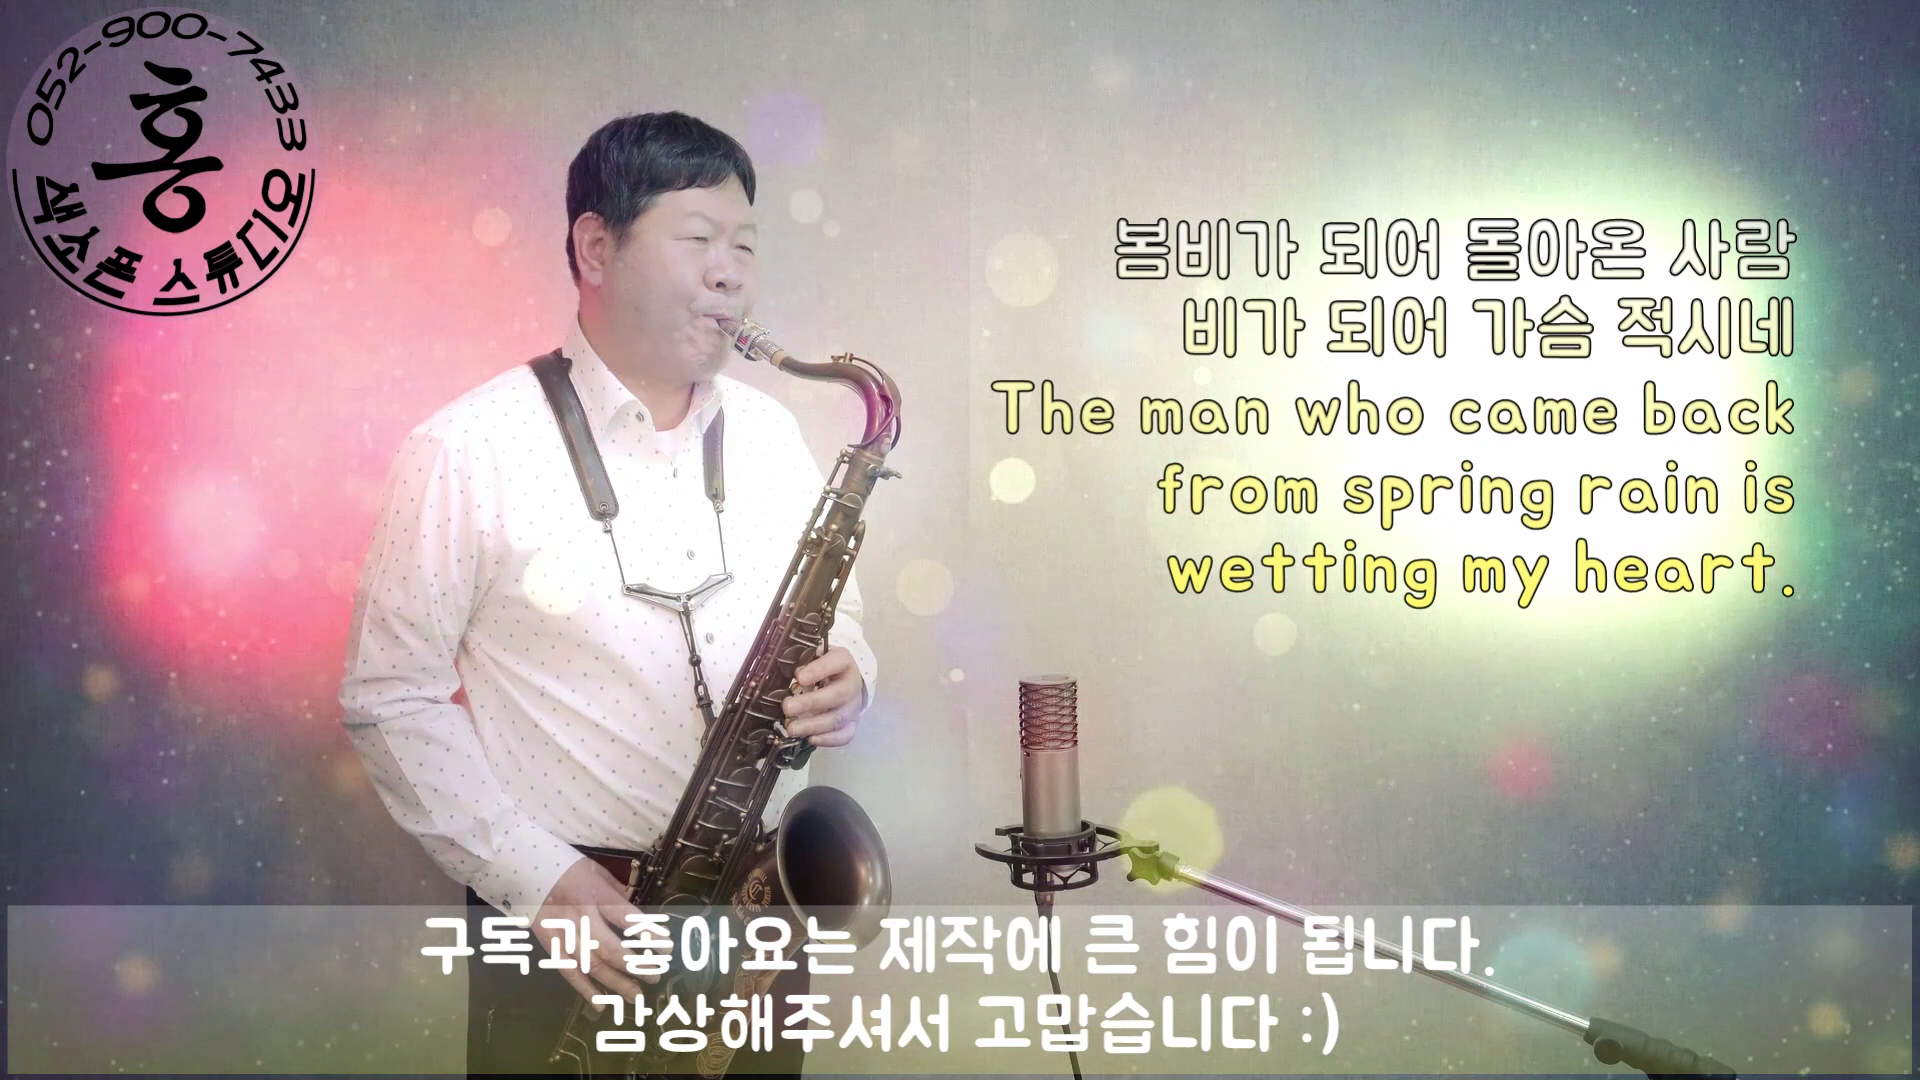 052-900-7433
홍
색소폰 스튜디오
봄비가 되어 돌아온 사람
비가 되어 가슴 적시네
The man who came back
from spring rain is
wetting my heart.
구독과 좋아요는 제작에 큰 힘이 됩니다.
감상해주셔서 고맙습니다 :)